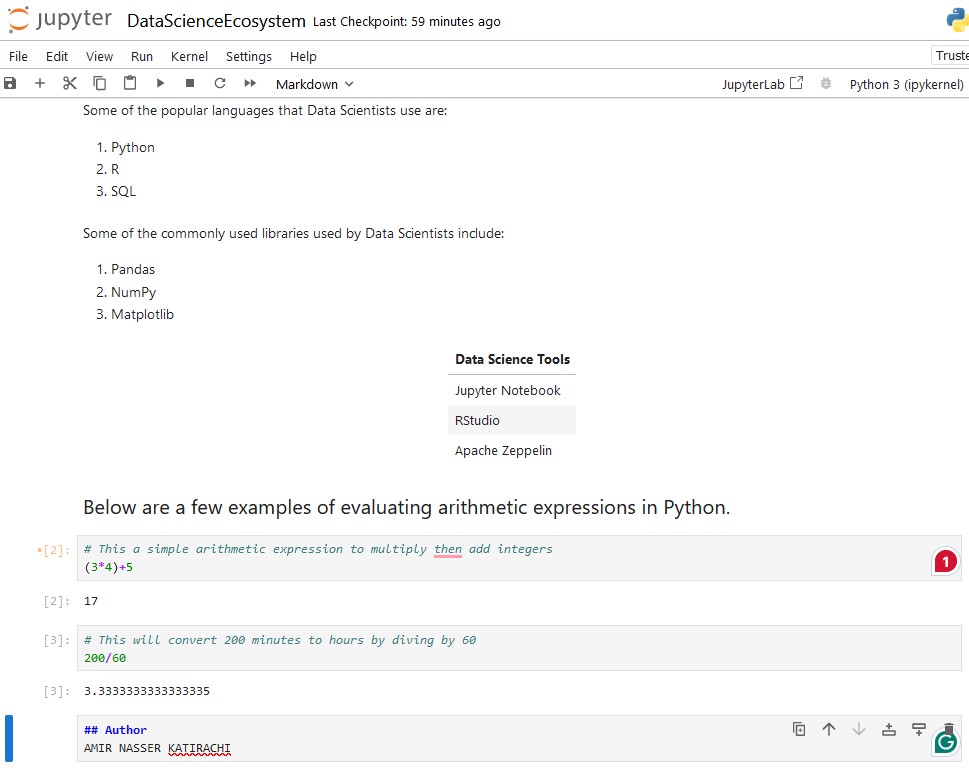 jupyter DataScienceEcosystem Last Checkpoint: 59 minutes ago
File Edit View Run Kernel Settings Help Truste
Markdown JupyterLab Python 3 (ipykernel)
Some of the popular languages that Data Scientists use are:
1. Python
2. R
3. SQL
Some of the commonly used libraries used by Data Scientists include:
1. Pandas
2. NumPy
3. Matplotlib
Data Science Tools
Jupyter Notebook
RStudio
Apache Zeppelin
Below are a few examples of evaluating arithmetic expressions in Python.
[2]: # This a simple arithmetic expression to multiply then add integers
(3*4)+5
1
[2]: 17
[3]: # This will convert 200 minutes to hours by diving by 60
200/60
[3]: 3.3333333333333335
## Author
AMIR NASSER KATIRACHI